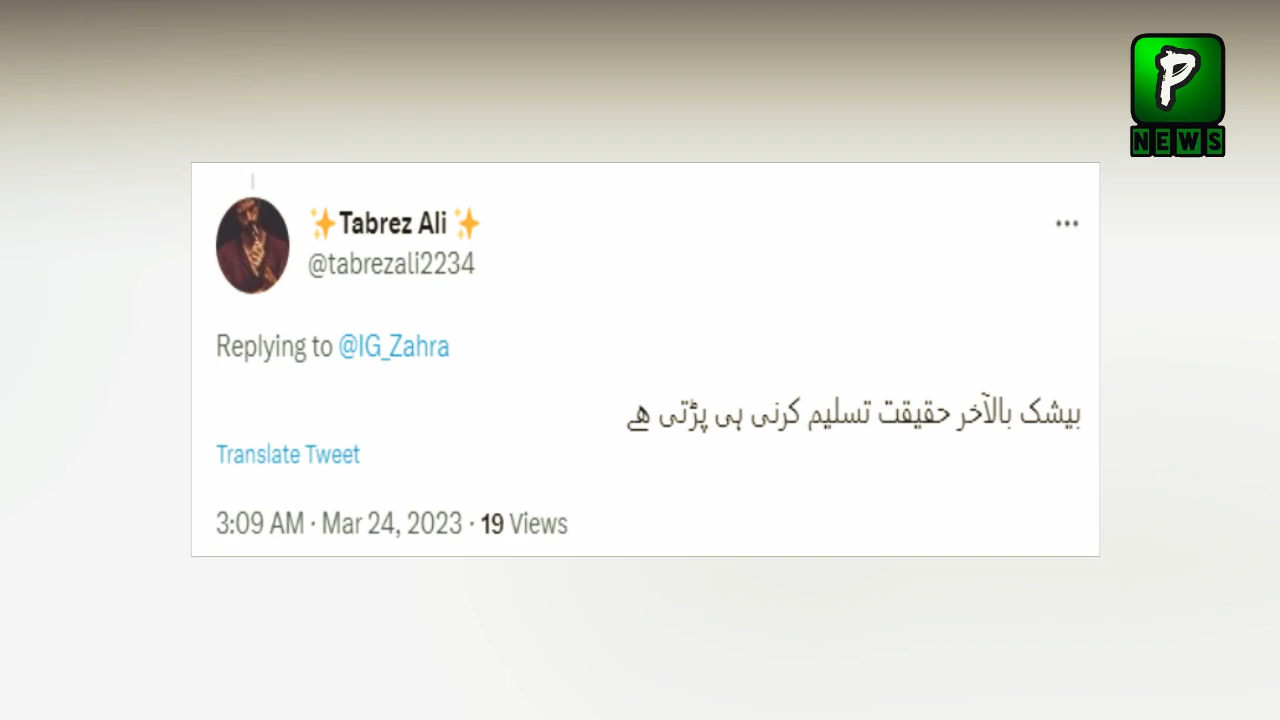 P
NEWS
✨Tabrez Ali ✨
@tabrezali2234
Replying to @IG_Zahra
بیشک بالآخر حقیقت تسلیم کرنی ہی پڑتی ھے
Translate Tweet
3:09 AM · Mar 24, 2023 · 19 Views